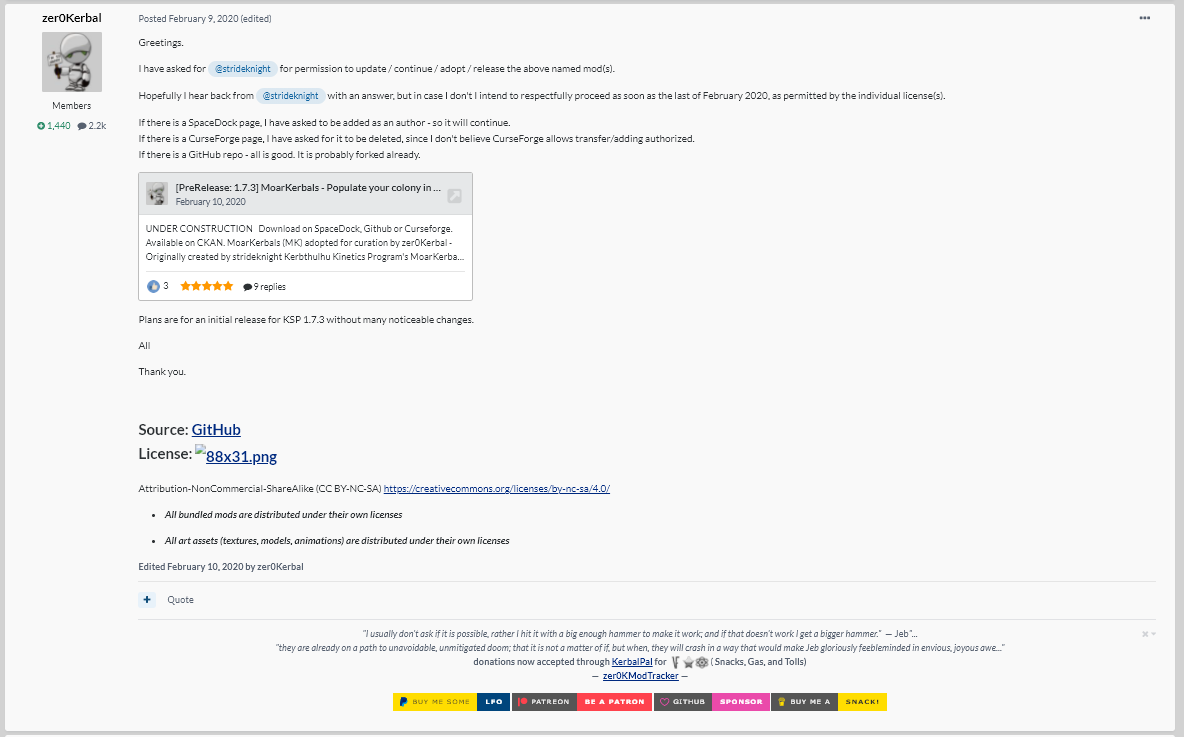 zer0Kerbal
Members
1,440 2.2k
Posted February 9, 2020 (edited)
Greetings.
I have asked for @strideknight for permission to update / continue / adopt / release the above named mod(s).
Hopefully I hear back from @strideknight with an answer, but in case I don't I intend to respectfully proceed as soon as the last of February 2020, as permitted by the individual license(s).
If there is a SpaceDock page, I have asked to be added as an author - so it will continue.
If there is a CurseForge page, I have asked for it to be deleted, since I don't believe CurseForge allows transfer/adding authorized.
If there is a GitHub repo - all is good. It is probably forked already.
[PreRelease: 1.7.3] MoarKerbals - Populate your colony in ...
February 10, 2020
UNDER CONSTRUCTION Download on SpaceDock, Github or Curseforge.
Available on CKAN. MoarKerbals (MK) adopted for curation by zer0Kerbal -
Originally created by strideknight Kerbthulhu Kinetics Program's MoarKerba...
3 9 replies
Plans are for an initial release for KSP 1.7.3 without many noticeable changes.
All
Thank you.
Source: GitHub
License: 88x31.png
Attribution-NonCommercial-ShareAlike (CC BY-NC-SA) https://creativecommons.org/licenses/by-nc-sa/4.0/
• All bundled mods are distributed under their own licenses
• All art assets (textures, models, animations) are distributed under their own licenses
Edited February 10, 2020 by zer0Kerbal
+ Quote
"I usually don't ask if it is possible, rather I hit it with a big enough hammer to make it work; and if that doesn't work I get a bigger hammer." — Jeb"...
"they are already on a path to unavoidable, unmitigated doom; that it is not a matter of if, but when, they will crash in a way that would make Jeb gloriously feebleminded in envious, joyous awe..."
donations now accepted through KerbalPal for (Snacks, Gas, and Tolls)
— zer0KModTracker —
BUY ME SOME LFO PATREON BE A PATRON GITHUB SPONSOR BUY ME A SNACK!